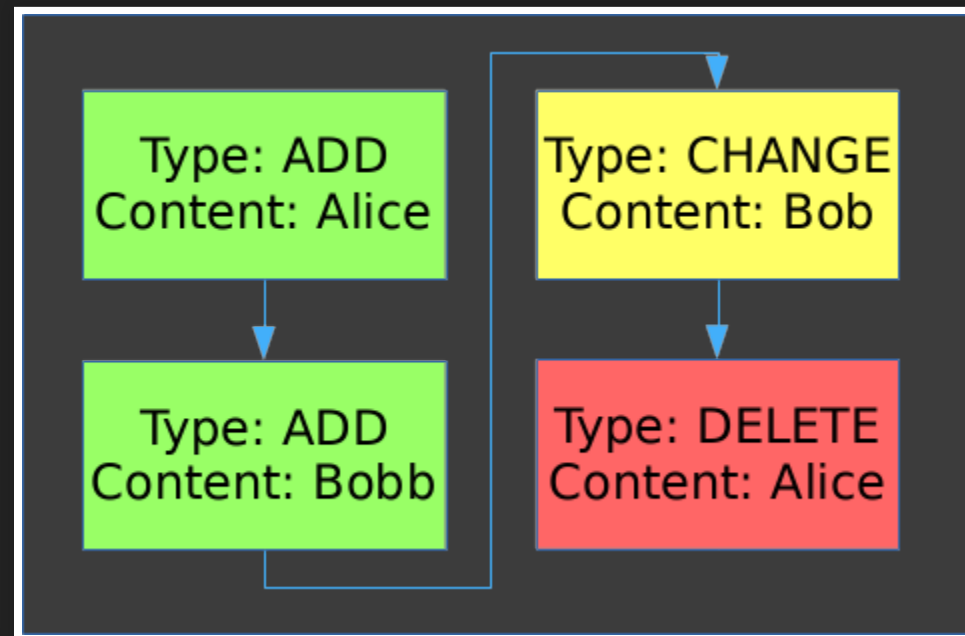 Type: ADD
Content: Alice
Type: ADD
Content: Bobb
Type: CHANGE
Content: Bob
Type: DELETE
Content: Alice